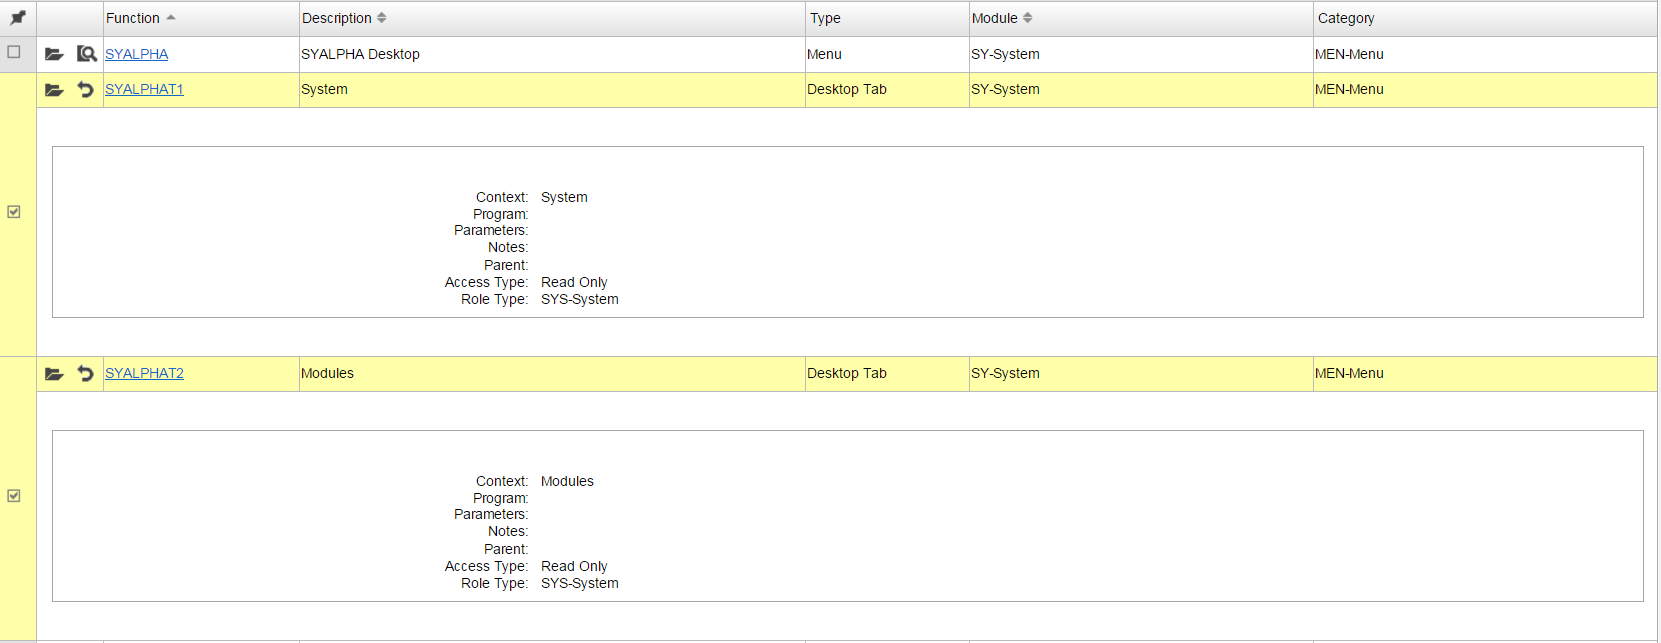 Function Description Type Module Category
SYALPHA SYALPHA Desktop Menu SY-System MEN-Menu
SYALPHAT1 System Desktop Tab SY-System MEN-Menu
Context: System
Program:
Parameters:
Notes:
Parent:
Access Type: Read Only
Role Type: SYS-System
SYALPHAT2 Modules Desktop Tab SY-System MEN-Menu
Context: Modules
Program:
Parameters:
Notes:
Parent:
Access Type: Read Only
Role Type: SYS-System